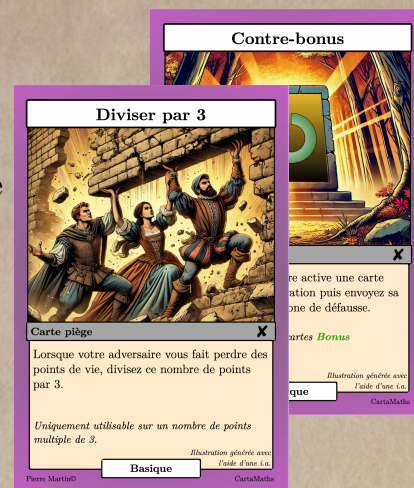 Contre-bonus
Diviser par 3
Carte piège
✘
✘
Lorsque votre adversaire vous fait perdre des
points de vie, divisez ce nombre de points
par 3.
Uniquement utilisable sur un nombre de points
multiple de 3.
Illustration générée avec
l'aide d'une i.a.
Basique
Pierre Martin©
CartaMaths
re active une carte
ration puis envoyez sa
one de défausse.
cartes Bonus
Illustration générée avec
l'aide d'une i.a.
que
CartaMaths